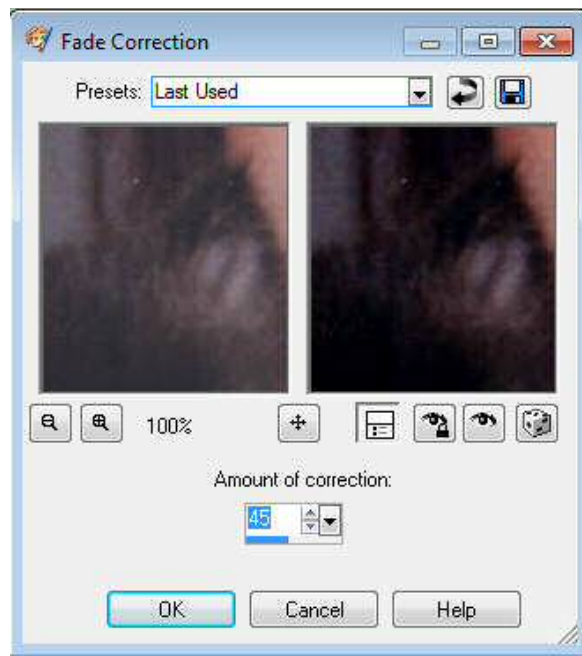 Fade Correction
Presets: Last Used
100%
Amount of correction:
45
OK Cancel Help